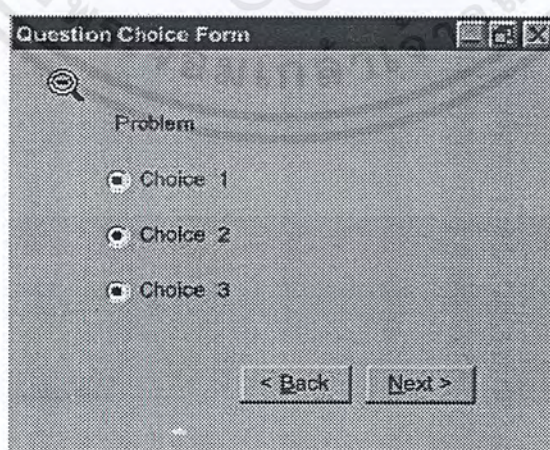 Question Choice Form
Problem
Choice 1
Choice 2
Choice 3
< Back Next >